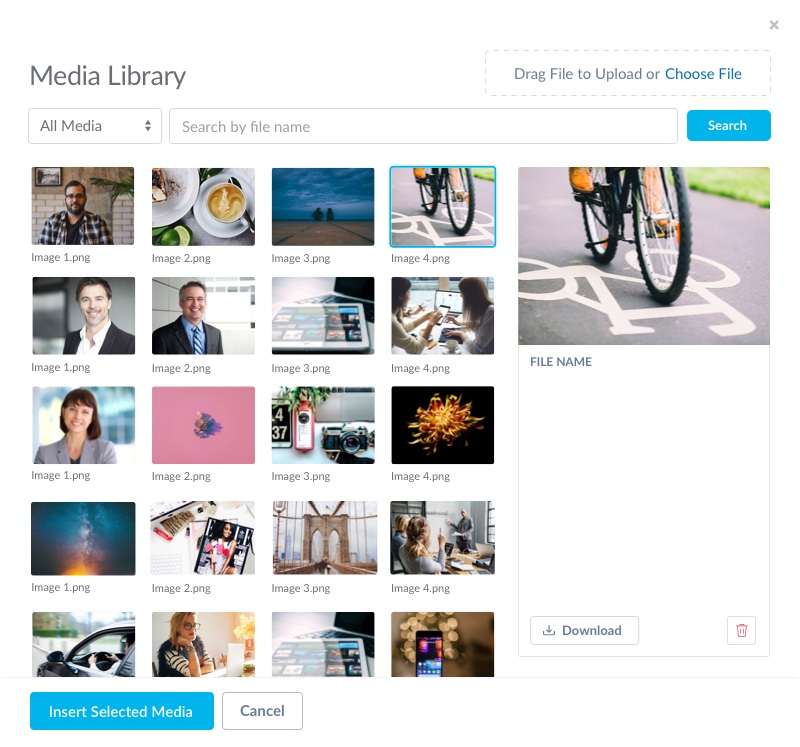 Media Library
Drag File to Upload or Choose File
All Media
Search by file name
Search
Image 1.png
Image 2.png
Image 3.png
Image 4.png
FILE NAME
Image 1.png
Image 2.png
Image 3.png
Image 4.png
4
37
Image 1.png
Image 2.png
Image 3.png
Image 4.png
Image 1.png
Image 2.png
Image 3.png
Image 4.png
Download
Insert Selected Media
Cancel